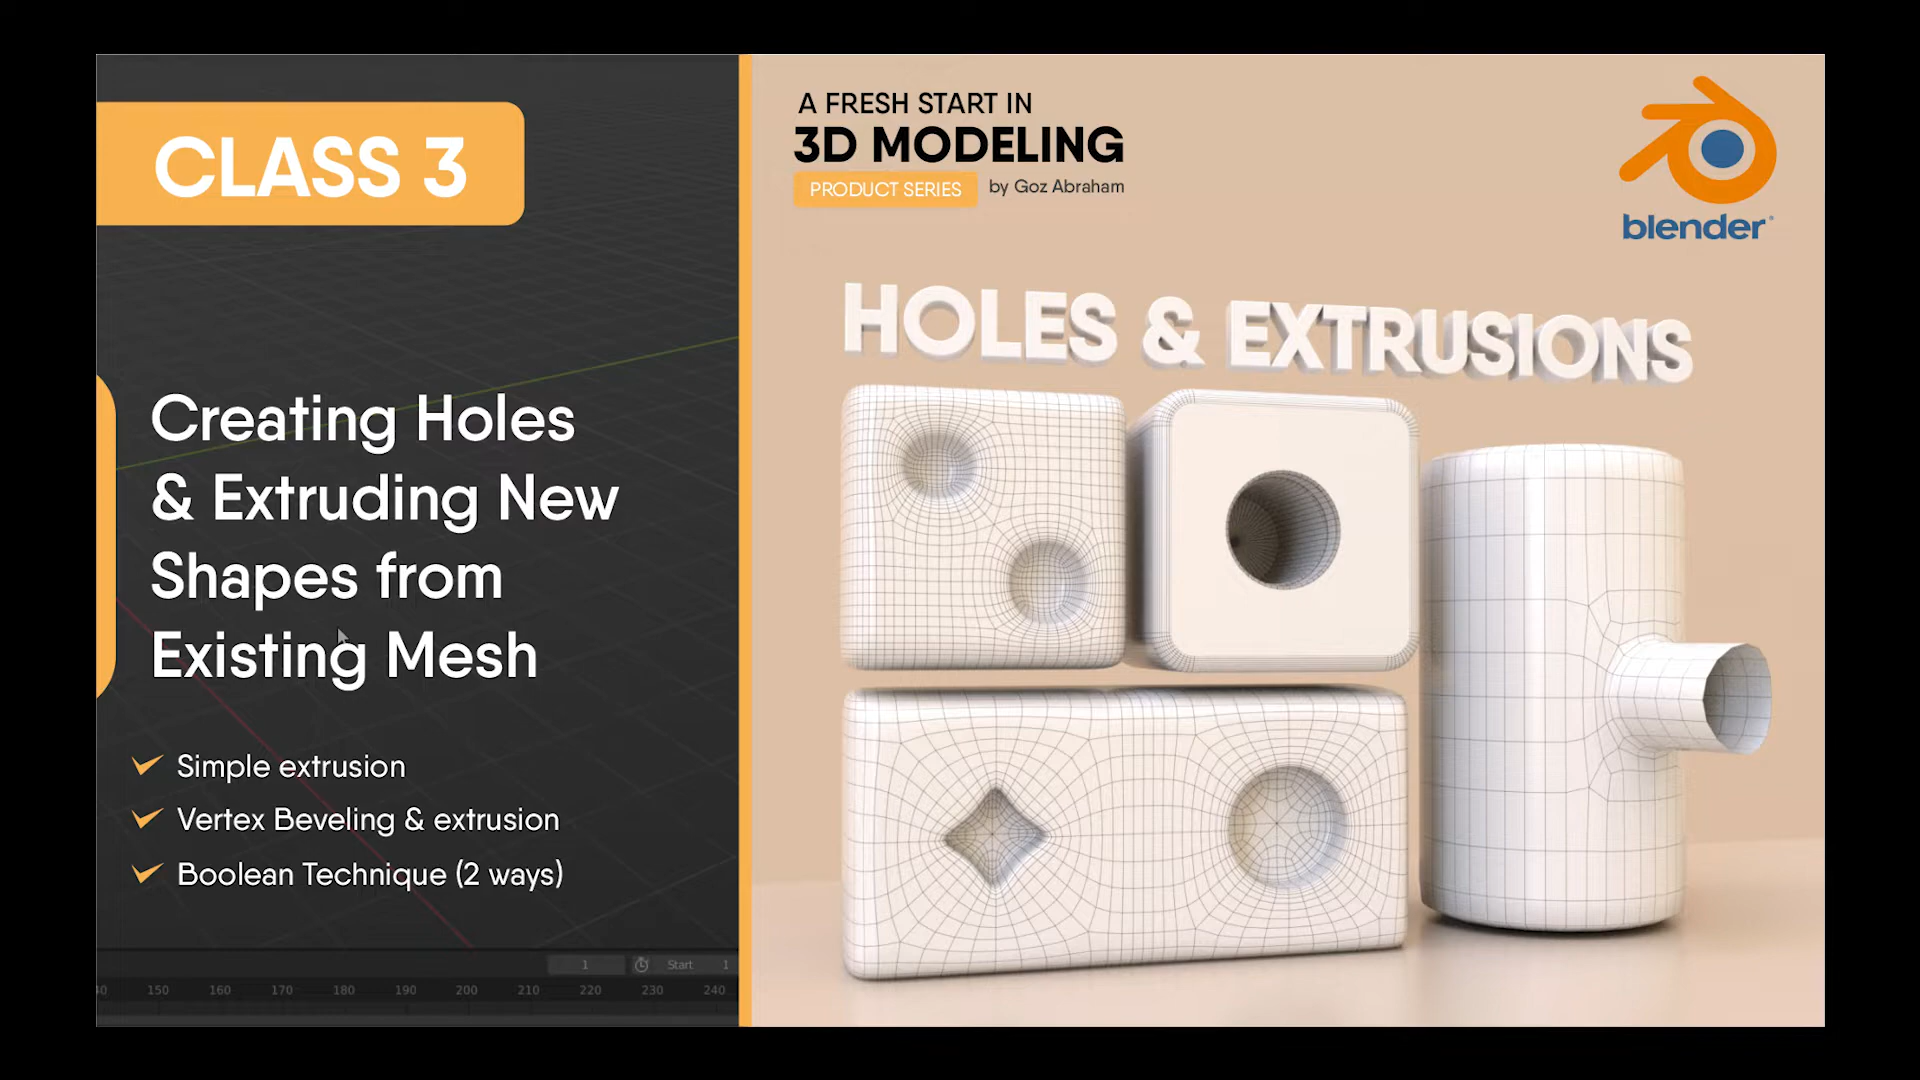 CLASS 3
Creating Holes
& Extruding New
Shapes from
Existing Mesh
Simple extrusion
Vertex Beveling & extrusion
Boolean Technique (2 ways)
1 Start 1
150 160 170 180 190 200 210 220 230 240
A FRESH START IN
3D MODELING
PRODUCT SERIES by Goz Abraham
blender
HOLES & EXTRUSIONS